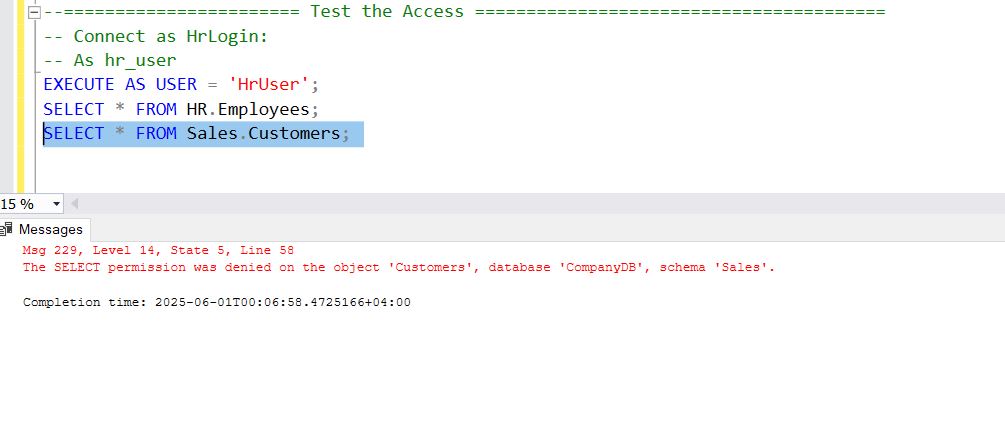 --======================= Test the Access ========================================
-- Connect as HrLogin:
-- As hr_user
EXECUTE AS USER = 'HrUser';
SELECT * FROM HR.Employees;
SELECT * FROM Sales.Customers;
15 %
Messages
Msg 229, Level 14, State 5, Line 58
The SELECT permission was denied on the object 'Customers', database 'CompanyDB', schema 'Sales'.
Completion time: 2025-06-01T00:06:58.4725166+04:00